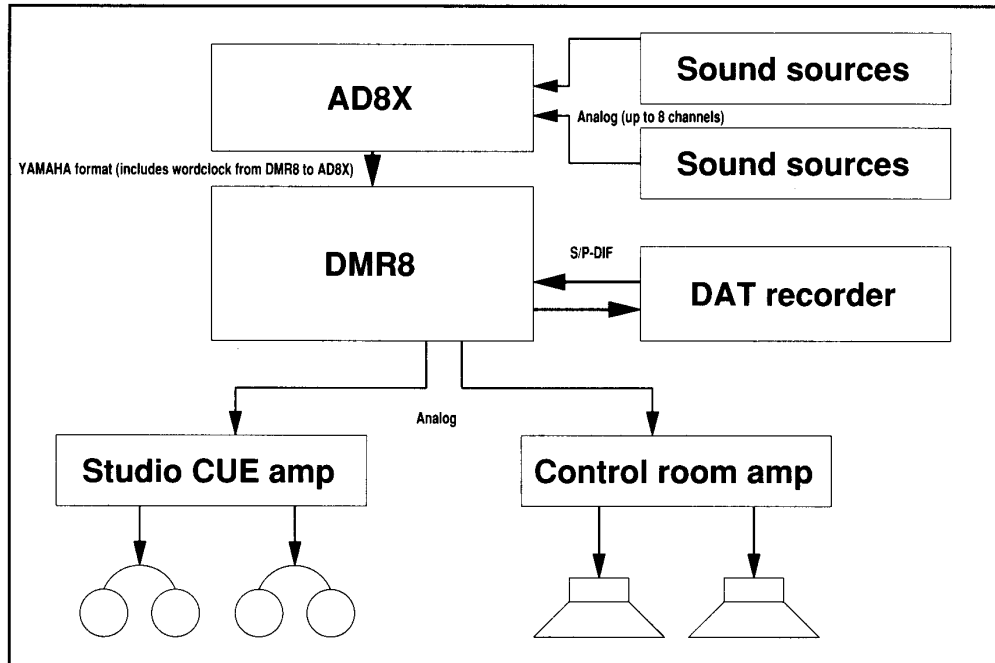 AD8X
Sound sources
Analog (up to 8 channels)
Sound sources
YAMAHA format (includes wordclock from DMR8 to AD8X)
DMR8
S/P-DIF
DAT recorder
Analog
Studio CUE amp
Control room amp